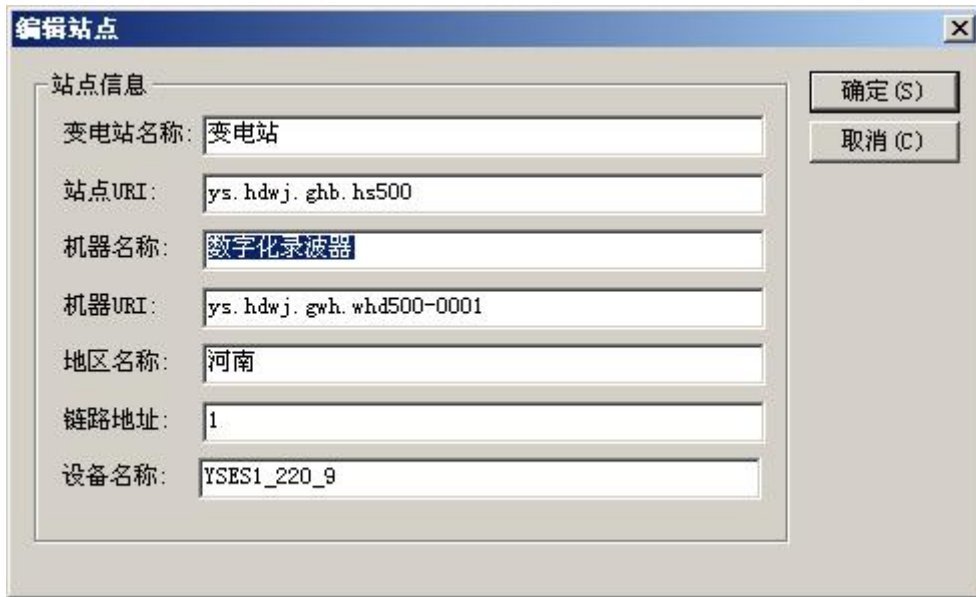 编辑站点
站点信息
确定(S)
变电站名称: 变电站
取消(C)
站点URI: ys.hdwj.ghb.hs500
机器名称: 数字化录波器
机器URI: ys.hdwj.gwh.whd500-0001
地区名称: 河南
链路地址: 1
设备名称: YSES1_220_9